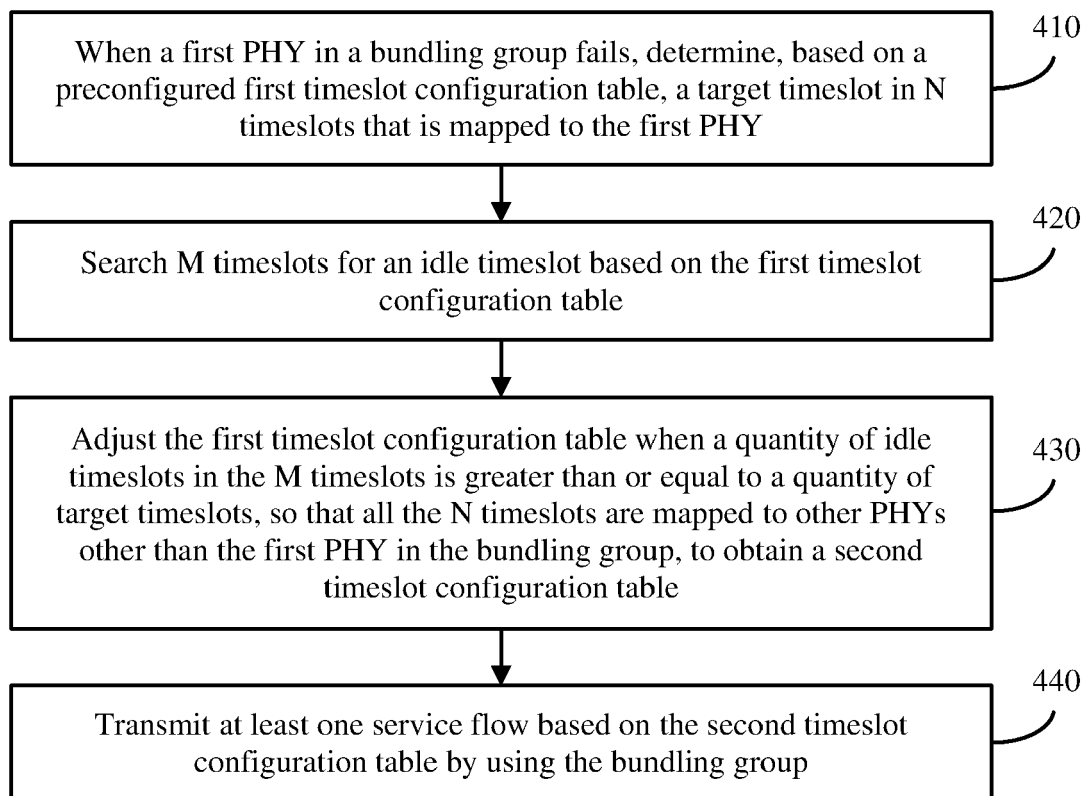 410
When a first PHY in a bundling group fails, determine, based on a
preconfigured first timeslot configuration table, a target timeslot in N
timeslots that is mapped to the first PHY
420
Search M timeslots for an idle timeslot based on the first timeslot
configuration table
Adjust the first timeslot configuration table when a quantity of idle
430
timeslots in the M timeslots is greater than or equal to a quantity of
target timeslots, so that all the N timeslots are mapped to other PHYs
other than the first PHY in the bundling group, to obtain a second
timeslot configuration table
440
Transmit at least one service flow based on the second timeslot
configuration table by using the bundling group